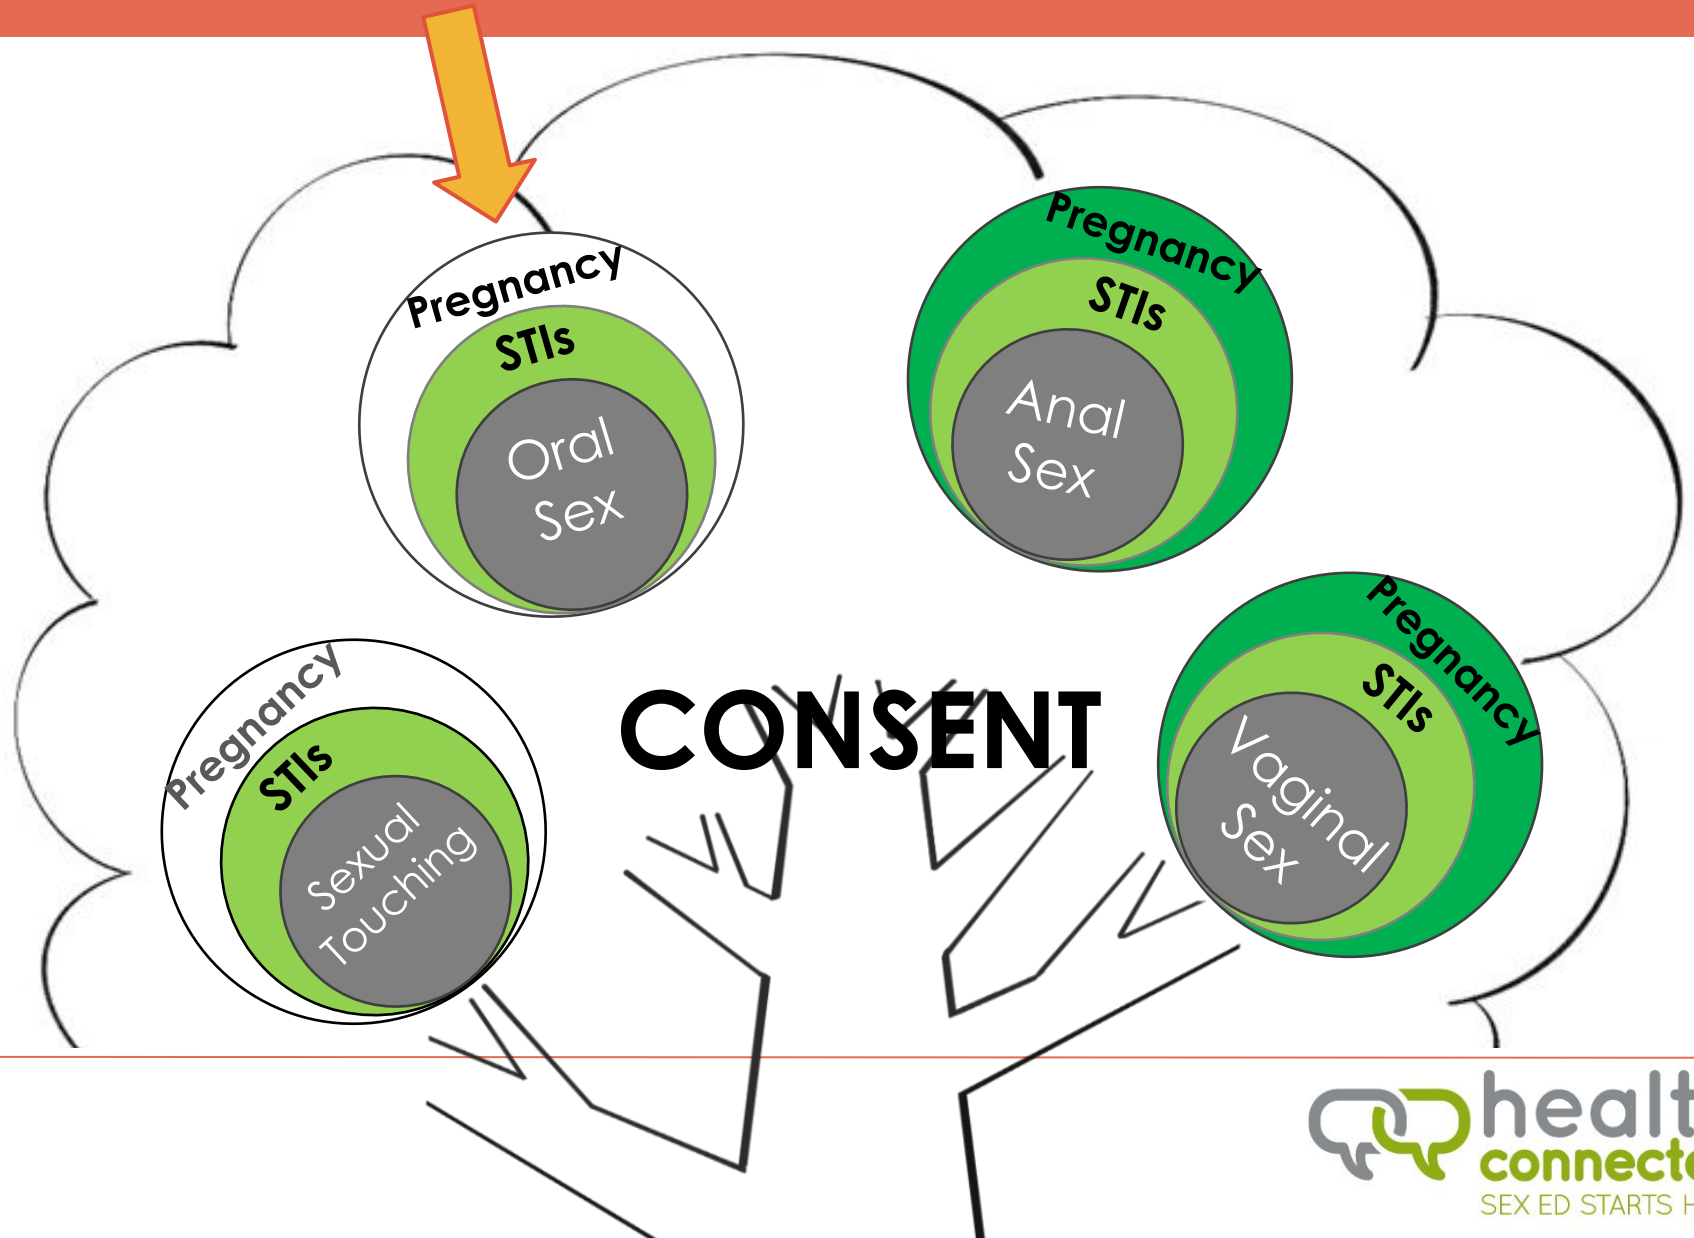 Pregnancy
STIs
Oral
Sex
Pregnancy
STIs
Anal
Sex
Pregnancy
STIs
Sexual
Touching
CONSENT
Pregnancy
STIs
Vaginal
Sex
healt
connecte
SEX ED STARTS H